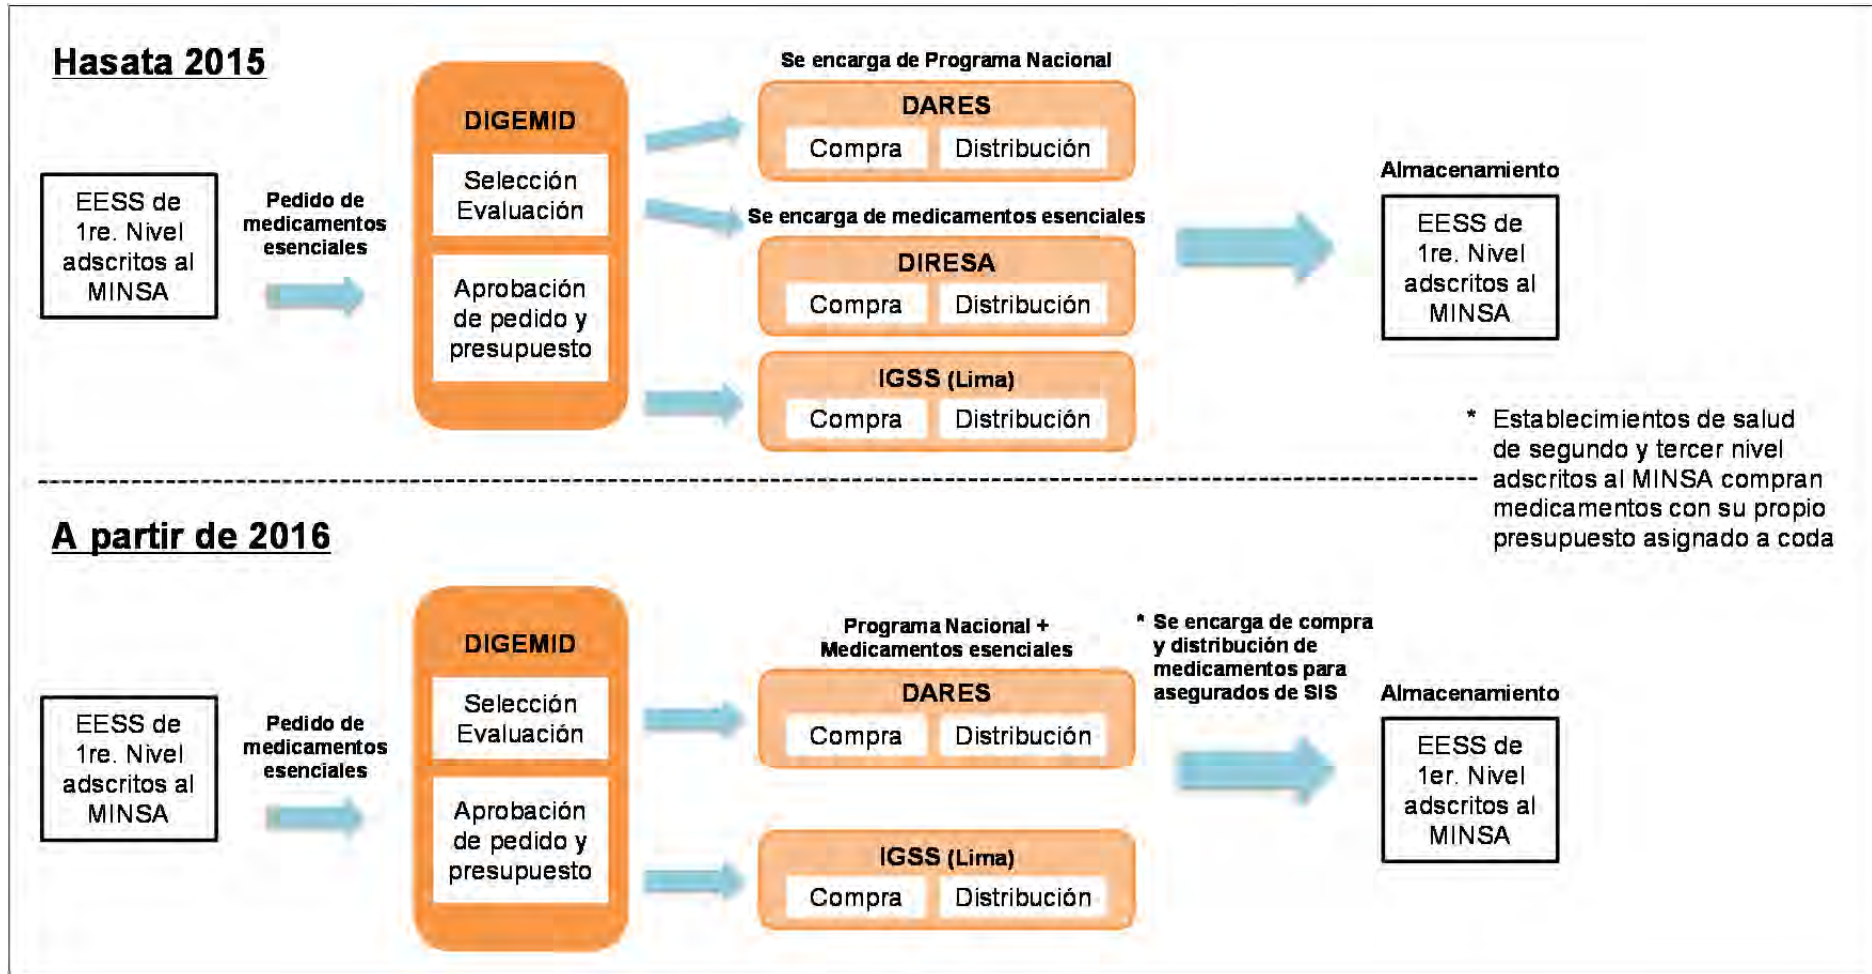 Hasata 2015
EESS de
1re. Nivel
adscritos al
MINSA
Pedido de
medicamentos
esenciales
DIGEMID
Selección
Evaluación
Aprobación
de pedido y
presupuesto
Se encarga de Programa Nacional
DARES
Compra
Distribución
Se encarga de medicamentos esenciales
DIRESA
Compra
Distribución
IGSS (Lima)
Compra
Distribución
Almacenamiento
EESS de
1re. Nivel
adscritos al
MINSA
* Establecimientos de salud
de segundo y tercer nivel
adscritos al MINSA compran
medicamentos con su propio
presupuesto asignado a coda
A partir de 2016
EESS de
1re. Nivel
adscritos al
MINSA
Pedido de
medicamentos
esenciales
DIGEMID
Selección
Evaluación
Aprobación
de pedido y
presupuesto
Programa Nacional +
Medicamentos esenciales
DARES
Compra
Distribución
IGSS (Lima)
Compra
Distribución
* Se encarga de compra
y distribución de
medicamentos para
asegurados de SIS
Almacenamiento
EESS de
1er. Nivel
adscritos al
MINSA